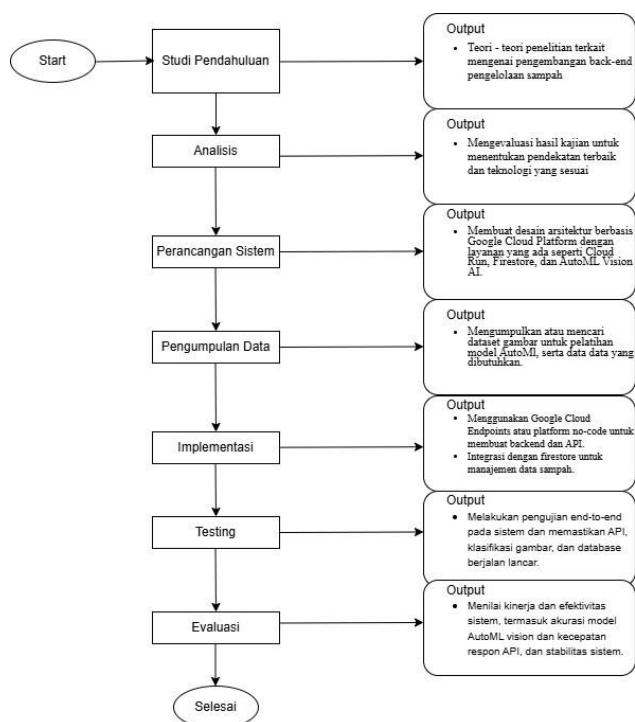 Start
Studi Pendahuluan
Output
• Teori - teori penelitian terkait
mengenai pengembangan back-end
pengelolaan sampah
Analisis
Output
• Mengevaluasi hasil kajian untuk
menentukan pendekatan terbaik
dan teknologi yang sesuai
Perancangan Sistem
Output
• Membuat desain arsitektur berbasis
Google Cloud Platform dengan
layanan yang ada seperti Cloud
Run, Firestore, dan AutoML Vision
AI.
Pengumpulan Data
Output
• Mengumpulkan atau mencari
dataset gambar untuk pelatihan
model AutoMl, serta data data yang
dibutuhkan.
Implementasi
Output
• Menggunakan Google Cloud
Endpoints atau platform no-code untuk
membuat backend dan API.
• Integrasi dengan firestore untuk
manajemen data sampah.
Testing
Output
• Melakukan pengujian end-to-end
pada sistem dan memastikan API,
klasifikasi gambar, dan database
berjalan lancar.
Evaluasi
Output
• Menilai kinerja dan efektivitas
sistem, termasuk akurasi model
AutoML vision dan kecepatan
respon API, dan stabilitas sistem.
Selesai